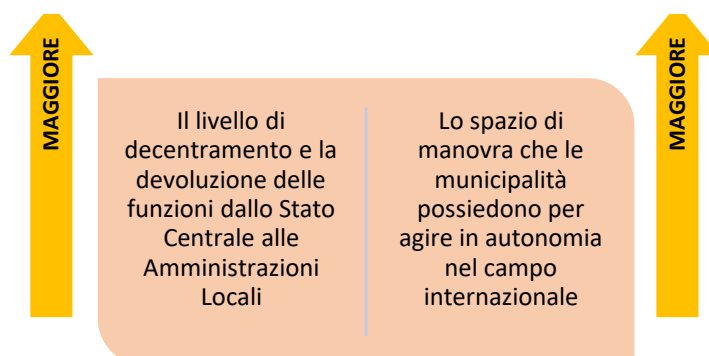 MAGGIORE
Il livello di
decentramento e la
devoluzione delle
funzioni dallo Stato
Centrale alle
Amministrazioni
Locali
Lo spazio di
manovra che le
municipalità
possiedono per
agire in autonomia
nel campo
internazionale
MAGGIORE